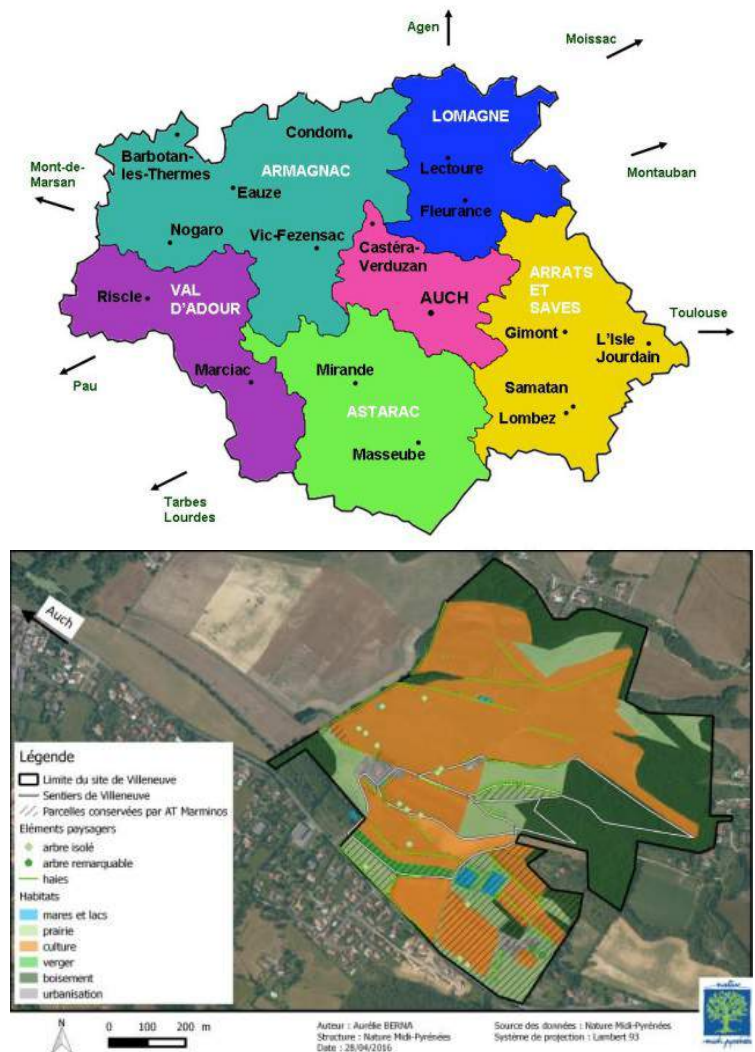 Agen
Moissac
LOMAGNE
Condom
Barbotan-
les-Thermes
ARMAGNAC
Lectoure
Montauban
Mont-de-
Marsan
Eauze
Fleurance
Nogaro
Vic-Fezensac
Castéra-
Verduzan
ARRATS
ET
SAVES
Riscle
VAL
D'ADOUR
AUCH
Toulouse
Gimont
L'Isle
Jourdain
Pau
Marciac
Mirande
Samatan
ASTARAC
Lombez
Masseube
Tarbes
Lourdes
Auch
Légende
Limite du site de Villeneuve
Sentiers de Villeneuve
Parcelles conservées par AT Marminos
Eléments paysagers
arbre isolé
arbre remarquable
haies
Habitats
mares et lacs
prairie
culture
verger
boisement
urbanisation
N
0 100 200 m
Auteur : Aurélie BERNA
Structure : Nature Midi-Pyrénées
Date : 28/04/2016
Source des données : Nature Midi-Pyrénées
Système de projection : Lambert 93
midi-pyrénées